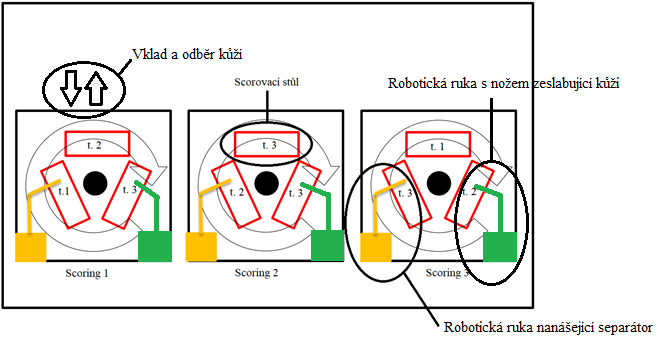 Vklad a odběr kůži
Scorovací stůl
Robotická ruka s nožem zeslabující kůži
t. 2
t.1
t. 3
t. 3
t. 2
t. 3
t. 1
t. 3
t. 2
Scoring 1
Scoring 2
Scoring 3
Robotická ruka nanášející separátor